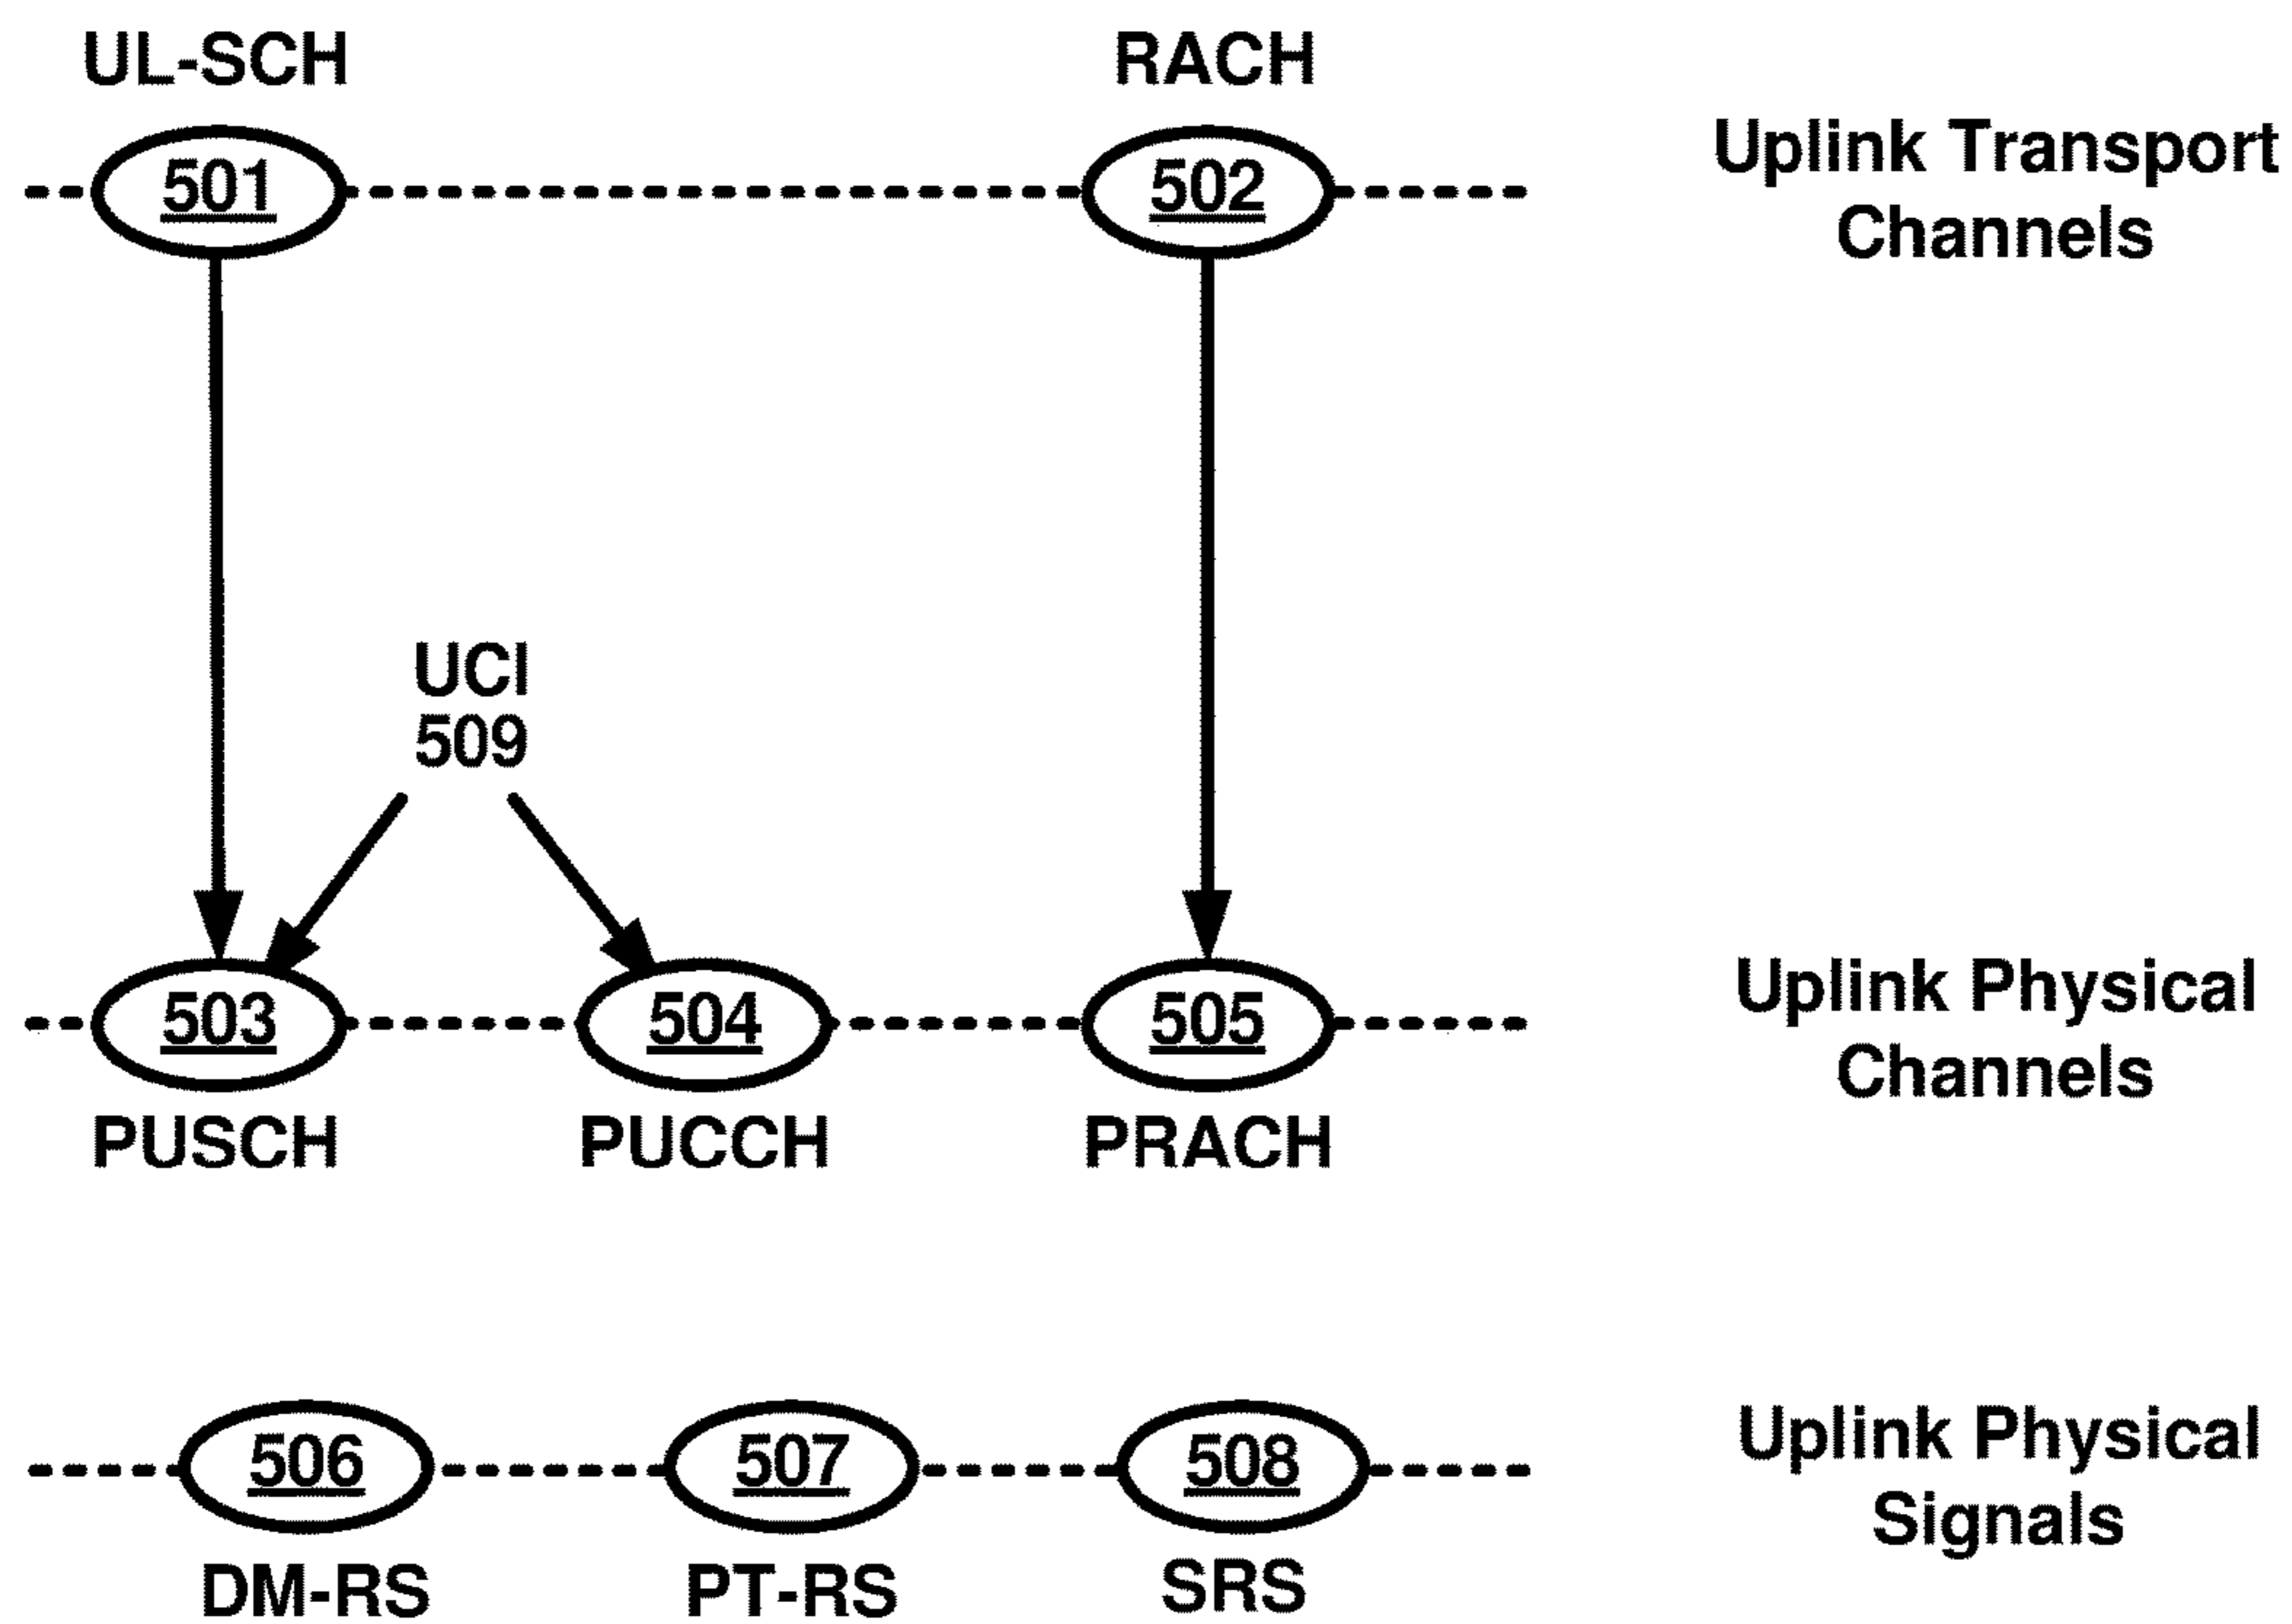 UL-SCH
RACH
501
502
Uplink Transport
Channels
UCI
509
503
504
505
Uplink Physical
Channels
PUSCH
PUCCH
PRACH
506
507
508
Uplink Physical
Signals
DM-RS
PT-RS
SRS